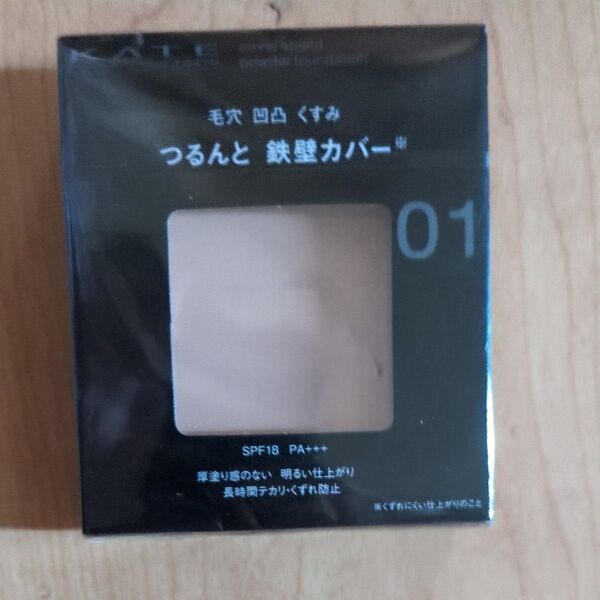 KATE
cover shield
TOKYO
powder foundation
毛穴 凹凸 くすみ
つるんと 鉄壁カバー※
01
SPF18 PA+++
厚塗り感のない 明るい仕上がり
長時間テカリ・くずれ防止
※くずれにくい仕上がりのこと